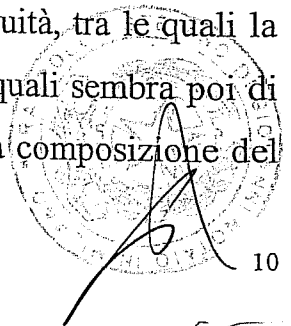 uità, tra le quali la
quali sembra poi di
composizione del
10